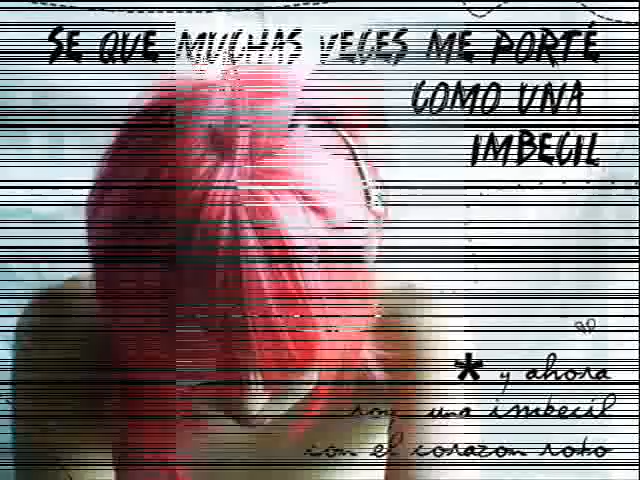 SE QUE MUCHAS VECES ME PORTÉ
COMO UNA
IMBECIL
* y ahora
soy una imbecil
con el corazon roto